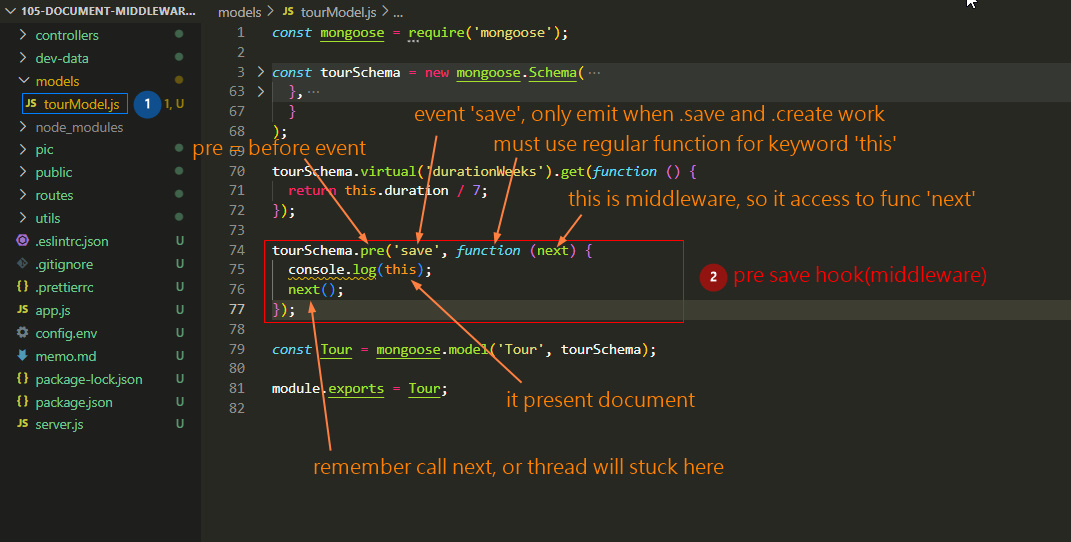 105-DOCUMENT-MIDDLEWAR...
controllers
dev-data
models
JS tourModel.js 1 1, U
node_modules
pic
public
routes
utils
.eslintrc.json U
.gitignore U
{} .prettierrc U
JS app.js U
config.env U
memo.md U
{} package-lock.json U
{} package.json U
JS server.js U
models > JS tourModel.js > ...
1 const mongoose = require('mongoose');
2
3 const tourSchema = new mongoose.Schema( ...
63 }, ...
67 }
68 );
69
70 tourSchema.virtual('durationWeeks').get(function () {
71 return this.duration / 7;
72 });
73
74 tourSchema.pre('save', function (next) {
75 console.log(this);
76 next();
77 });
78
79 const Tour = mongoose.model('Tour', tourSchema);
80
81 module.exports = Tour;
82
event 'save', only emit when .save and .create work
pre = before event
must use regular function for keyword 'this'
this is middleware, so it access to func 'next'
2 pre save hook(middleware)
it present document
remember call next, or thread will stuck here